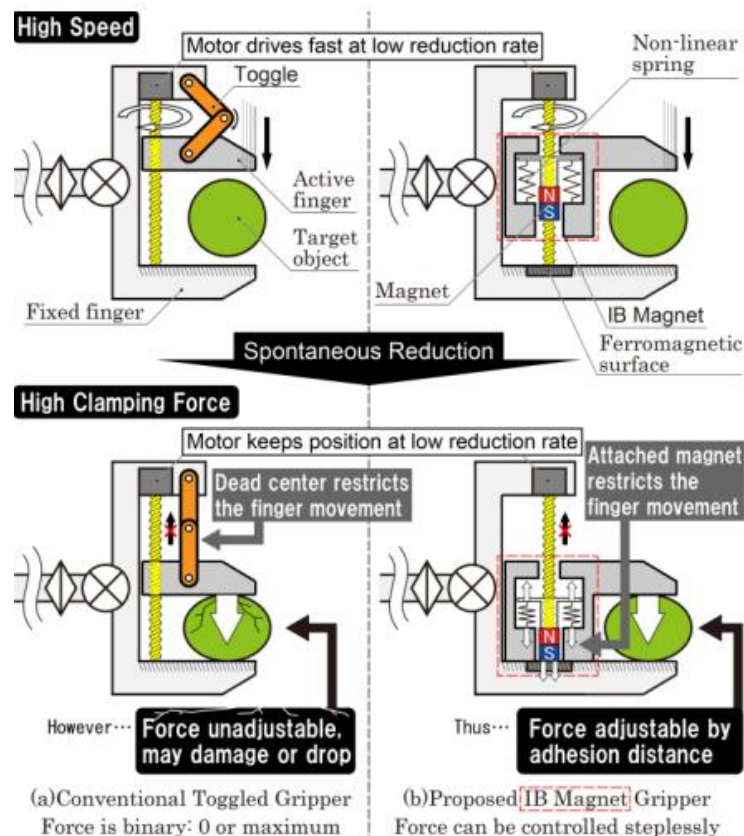 High Speed
Motor drives fast at low reduction rate
Toggle
Non-linear
spring
Active
finger
Target
object
Fixed finger
N
S
Magnet
IB Magnet
Ferromagnetic
surface
Spontaneous Reduction
High Clamping Force
Motor keeps position at low reduction rate
Dead center restricts
the finger movement
Attached magnet
restricts the
finger movement
N
S
However… Force unadjustable,
may damage or drop
Thus… Force adjustable by
adhesion distance
(a)Conventional Toggled Gripper
Force is binary: 0 or maximum
(b)Proposed IB Magnet Gripper
Force can be controlled steplessly